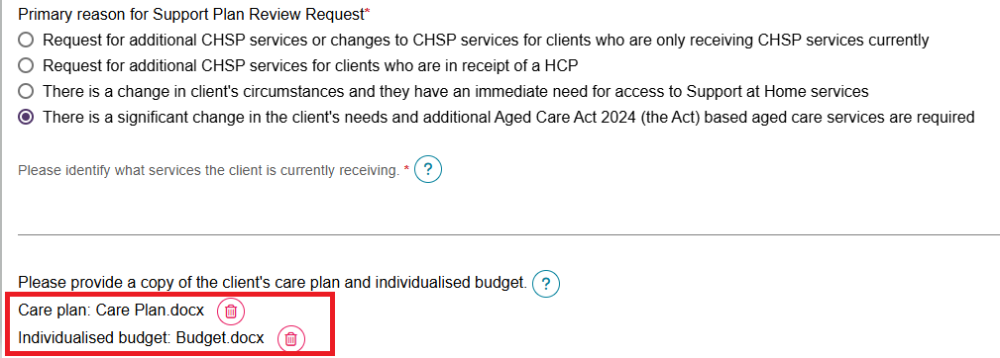 Primary reason for Support Plan Review Request*
Request for additional CHSP services or changes to CHSP services for clients who are only receiving CHSP services currently
Request for additional CHSP services for clients who are in receipt of a HCP
There is a change in client's circumstances and they have an immediate need for access to Support at Home services
There is a significant change in the client's needs and additional Aged Care Act 2024 (the Act) based aged care services are required
Please identify what services the client is currently receiving. * ?
Please provide a copy of the client's care plan and individualised budget. ?
Care plan: Care Plan.docx
Individualised budget: Budget.docx